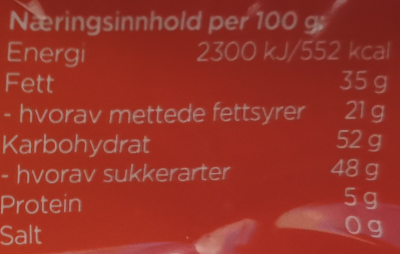 Næringsinnhold per 100 g:
Energi 2300 kJ/552 kcal
Fett 35 g
- hvorav mettede fettsyrer 21 g
Karbohydrat 52 g
- hvorav sukkerarter 48 g
Protein 5 g
Salt 0 g